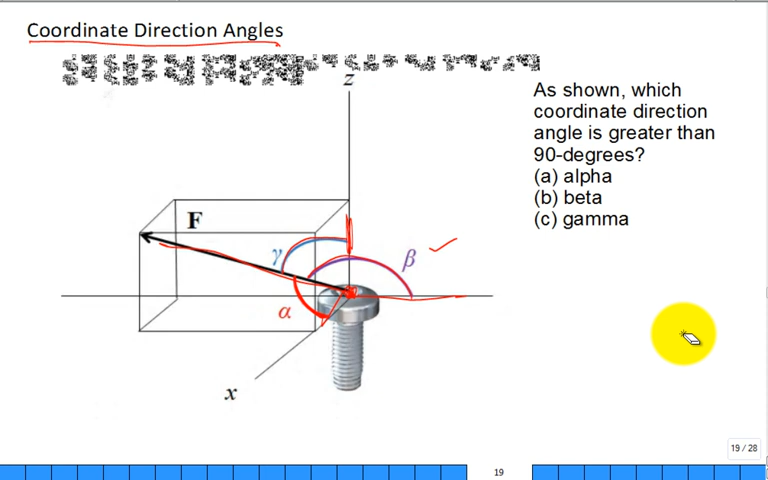 Coordinate Direction Angles
z
As shown, which
coordinate direction
angle is greater than
90-degrees?
(a) alpha
(b) beta
(c) gamma
F
γ
β
α
x
19 / 28
19